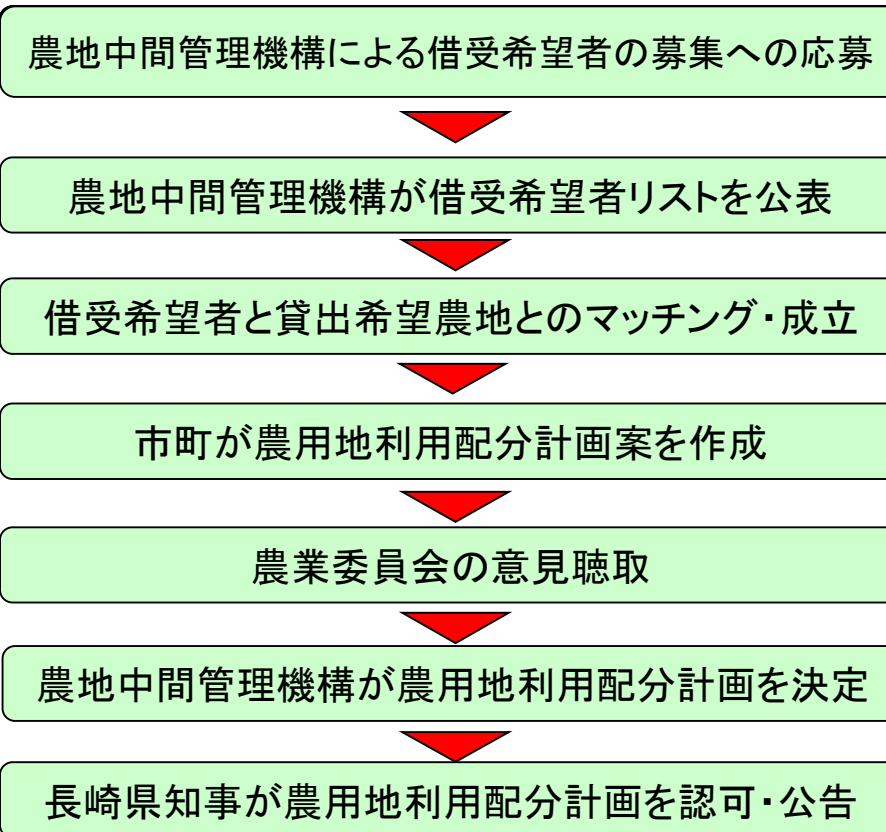 農地中間管理機構による借受希望者の募集への応募
農地中間管理機構が借受希望者リストを公表
借受希望者と貸出希望農地とのマッチング・成立
市町が農用地利用配分計画案を作成
農業委員会の意見聴取
農地中間管理機構が農用地利用配分計画を決定
長崎県知事が農用地利用配分計画を認可・公告